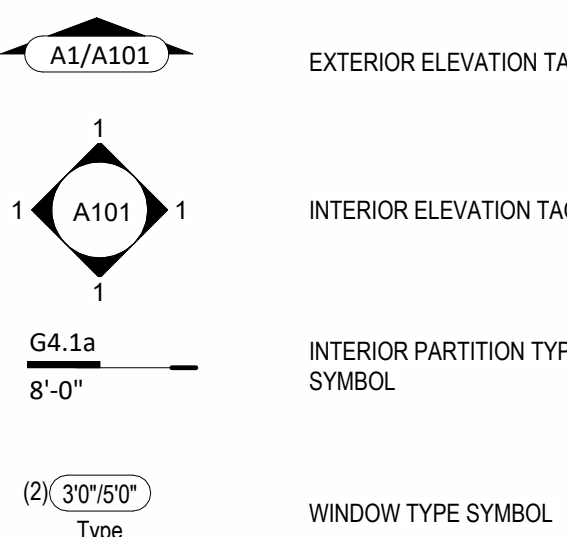 A1/A101
EXTERIOR ELEVATION TA
1
1 A101 1
INTERIOR ELEVATION TAG
1
G4.1a
8'-0"
INTERIOR PARTITION TYP
SYMBOL
(2) 3'0"/5'0"
Type
WINDOW TYPE SYMBOL